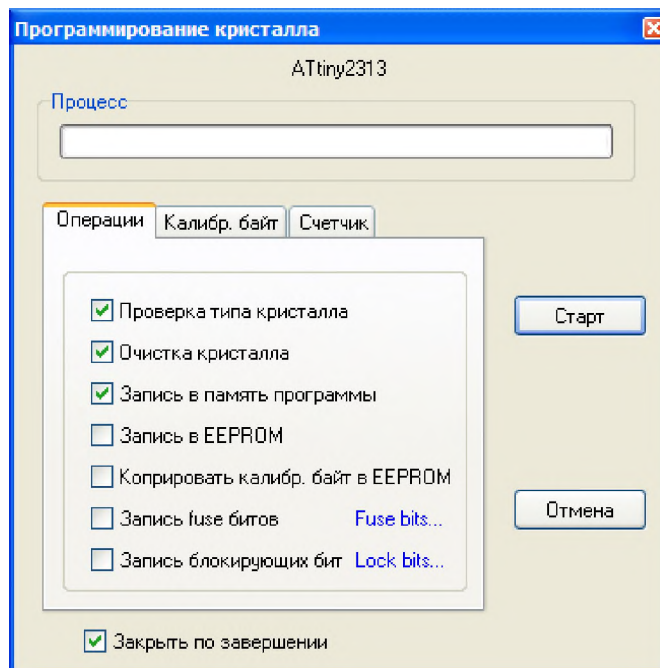 Программирование кристалла
ATtiny2313
Процесс
Операции Калибр. байт Счетчик
Проверка типа кристалла
Старт
Очистка кристалла
Запись в память программы
Запись в EEPROM
Коприровать калибр. байт в EEPROM
Отмена
Запись fuse битов Fuse bits...
Запись блокирующих бит Lock bits...
Закрыть по завершении